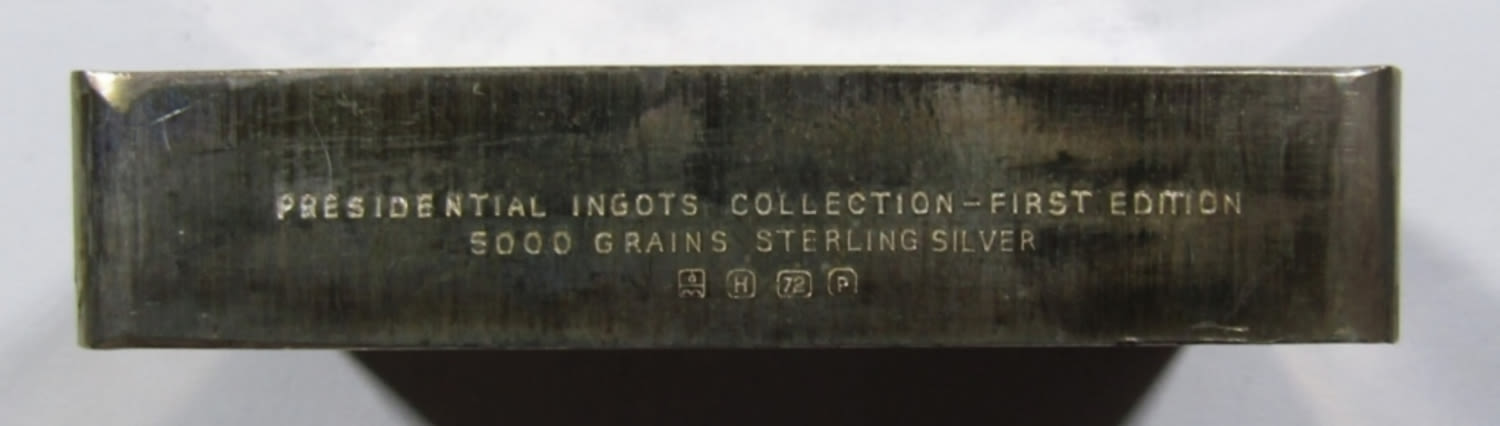 PRESIDENTIAL INGOTS COLLECTION-FIRST EDITION
5000 GRAINS STERLING SILVER
H 72 P